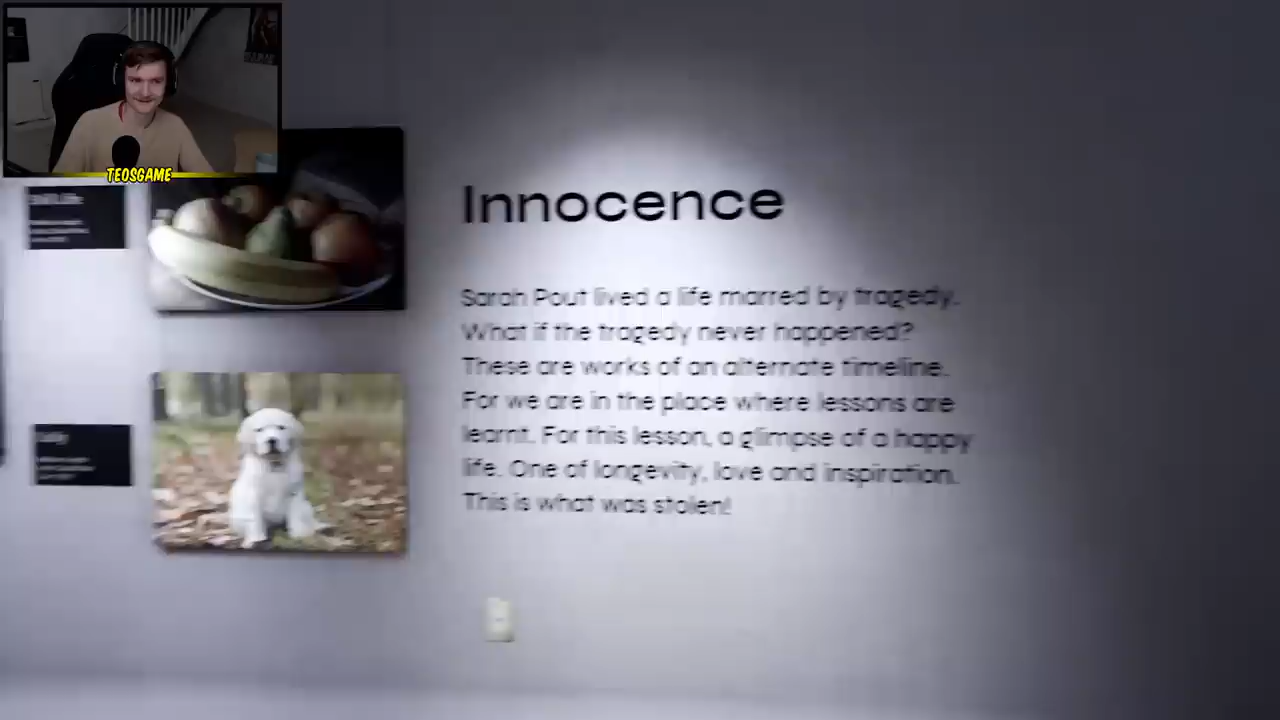 TEOSGAME
Innocence
Sarah Pout lived a life marred by tragedy.
What if the tragedy never happened?
These are works of an alternate timeline.
For we are in the place where lessons are
learnt. For this lesson, a glimpse of a happy
life. One of longevity, love and inspiration.
This is what was stolen!